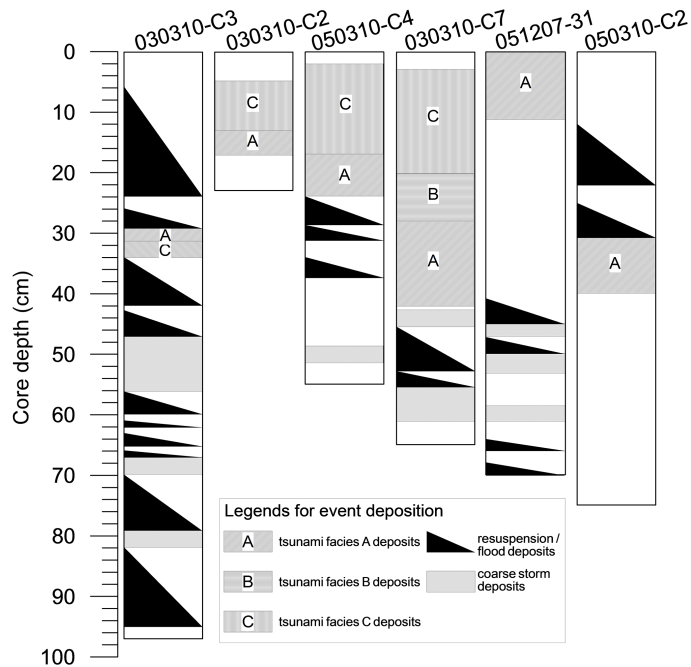 030310-C3 030310-C2 050310-C4 030310-C7 051207-31 050310-C2
0
10
20
30
40
50
60
70
80
90
100
Core depth (cm)
A
C
C
A
C
A
C
B
A
A
A
Legends for event deposition
A tsunami facies A deposits
resuspension /
flood deposits
B tsunami facies B deposits
coarse storm
deposits
C tsunami facies C deposits